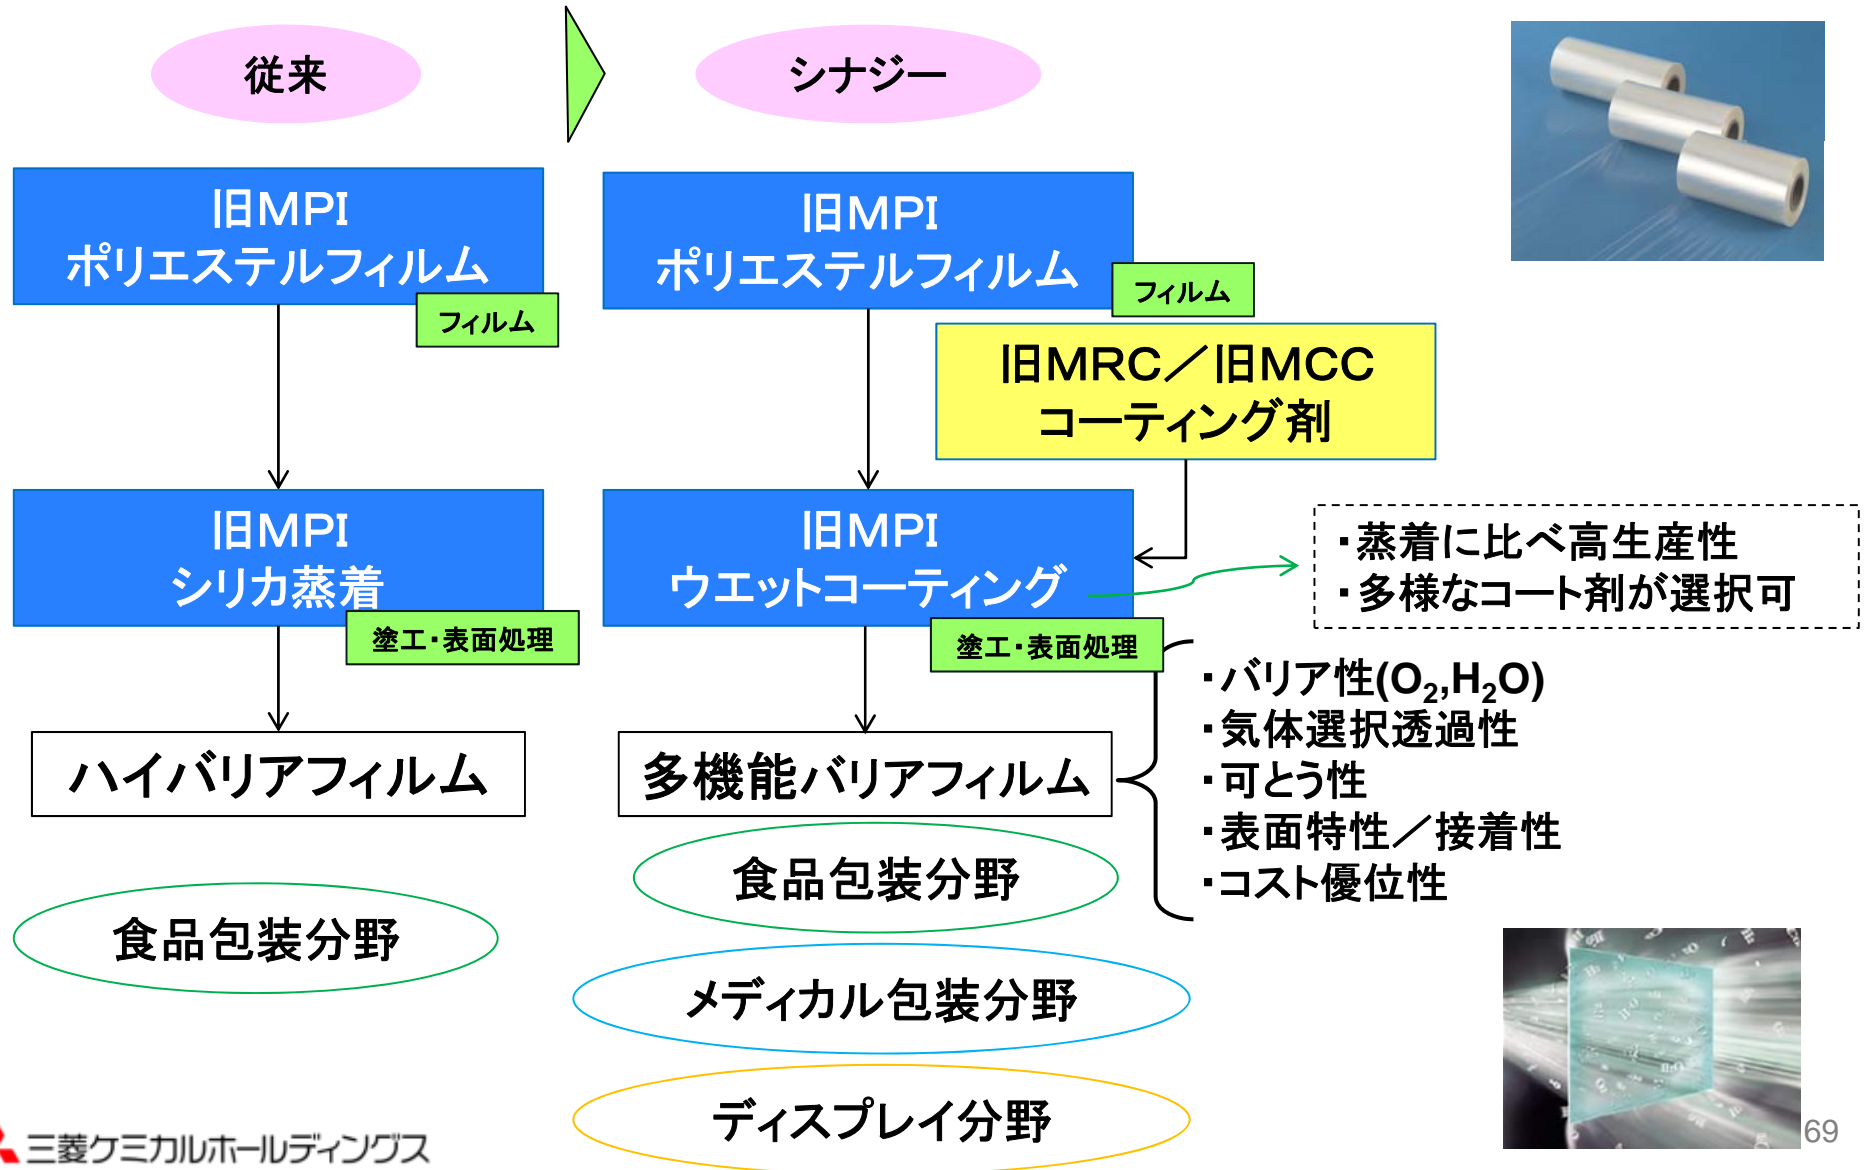 従来
シナジー
旧MPI
ポリエステルフィルム
フィルム
旧MPI
シリカ蒸着
塗工・表面処理
ハイバリアフィルム
食品包装分野
旧MPI
ポリエステルフィルム
フィルム
旧MRC／旧MCC
コーティング剤
旧MPI
ウエットコーティング
塗工・表面処理
・蒸着に比べ高生産性
・多様なコート剤が選択可
多機能バリアフィルム
・バリア性(O₂,H₂O)
・気体選択透過性
・可とう性
・表面特性／接着性
・コスト優位性
食品包装分野
メディカル包装分野
ディスプレイ分野
三菱ケミカルホールディングス
69